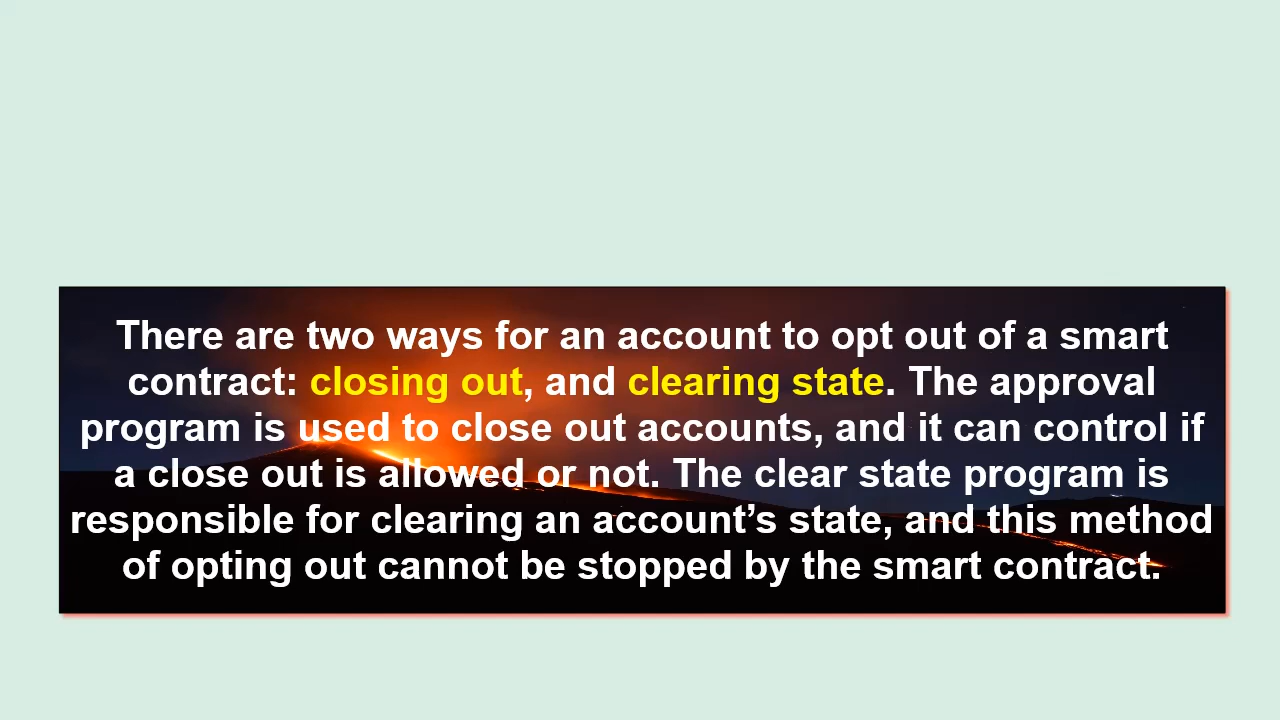 There are two ways for an account to opt out of a smart
contract: closing out, and clearing state. The approval
program is used to close out accounts, and it can control if
a close out is allowed or not. The clear state program is
responsible for clearing an account’s state, and this method
of opting out cannot be stopped by the smart contract.